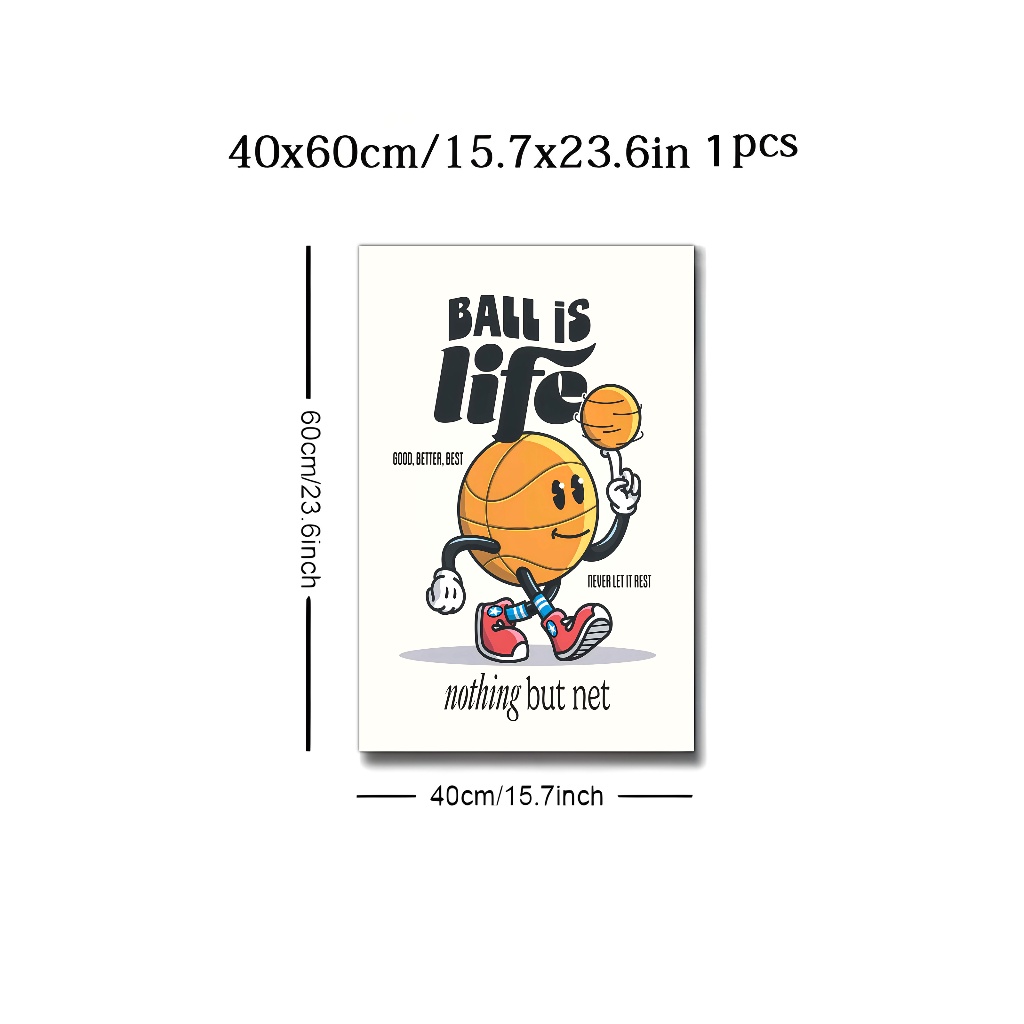 40x60cm/15.7x23.6in 1pcs
60cm/23.6inch
BALL iS
life
GOOD, BETTER, BEST
NEVER LET IT REST
nothing but net
40cm/15.7inch